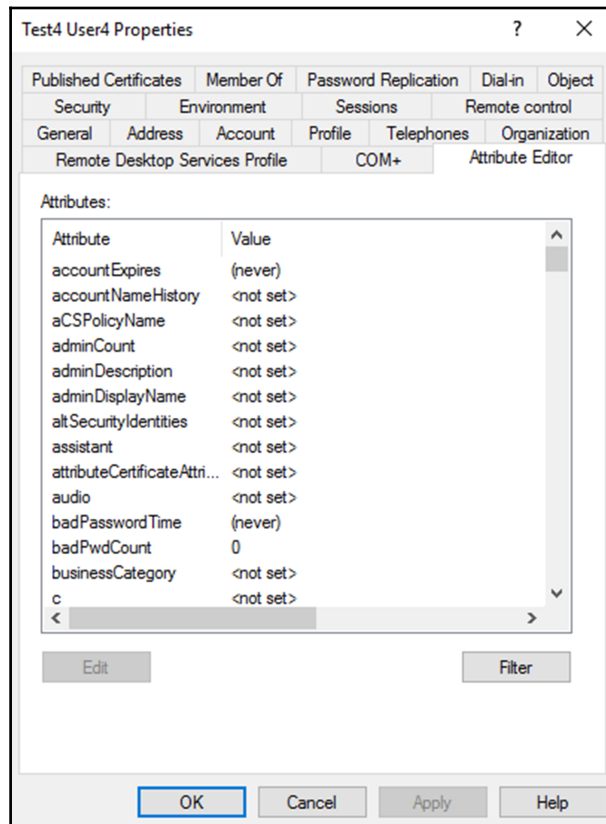 Test4 User4 Properties ? ×
Published Certificates Member Of Password Replication Dial-in Object
Security Environment Sessions Remote control
General Address Account Profile Telephones Organization
Remote Desktop Services Profile COM+ Attribute Editor
Attributes:
Attribute Value
accountExpires (never)
accountNameHistory <not set>
aCSPolicyName <not set>
adminCount <not set>
adminDescription <not set>
adminDisplayName <not set>
altSecurityIdentities <not set>
assistant <not set>
attributeCertificateAttri... <not set>
audio <not set>
badPasswordTime (never)
badPwdCount 0
businessCategory <not set>
c <not set>
Edit Filter
OK Cancel Apply Help